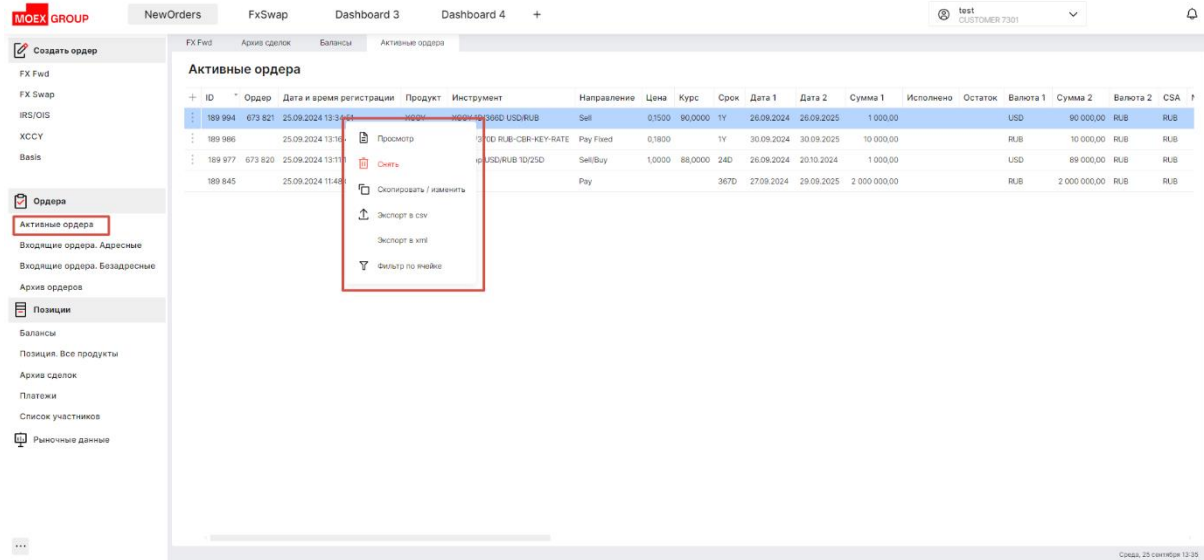 MOEX GROUP NewOrders FxSwap Dashboard 3 Dashboard 4 + test
CUSTOMER 7301
Создать ордер
FX Fwd
FX Swap
IRS/OIS
XCCY
Basis
Ордера
Активные ордера
Входящие ордера. Адресные
Входящие ордера. Безадресные
Архив ордеров
Позиции
Балансы
Позиция. Все продукты
Архив сделок
Платежи
Список участников
Рыночные данные
FX Fwd Архив сделок Балансы Активные ордера
Активные ордера
ID Ордер Дата и время регистрации Продукт Инструмент Направление Цена Курс Срок Дата 1 Дата 2 Сумма 1 Исполнено Остаток Валюта 1 Сумма 2 Валюта 2 CSA
189 994 673 821 25.09.2024 13:34:51 XCCY XCCY 1D/366D USD/RUB Sell 0,1500 90,0000 1Y 26.09.2024 26.09.2025 1 000,00 USD 90 000,00 RUB RUB
189 986 25.09.2024 13:16 370D RUB-CBR-KEY-RATE Pay Fixed 0,1800 1Y 30.09.2024 30.09.2025 10 000,00 RUB 10 000,00 RUB RUB
189 977 673 820 25.09.2024 13:11 USD/RUB 1D/25D Sell/Buy 1,0000 88,0000 24D 26.09.2024 20.10.2024 1 000,00 USD 89 000,00 RUB RUB
189 845 25.09.2024 11:48 Pay 367D 27.09.2024 29.09.2025 2 000 000,00 RUB 2 000 000,00 RUB RUB
Просмотр
Снять
Скопировать / изменить
Экспорт в csv
Экспорт в xml
Фильтр по ячейке
Среда, 25 сентября 13:35